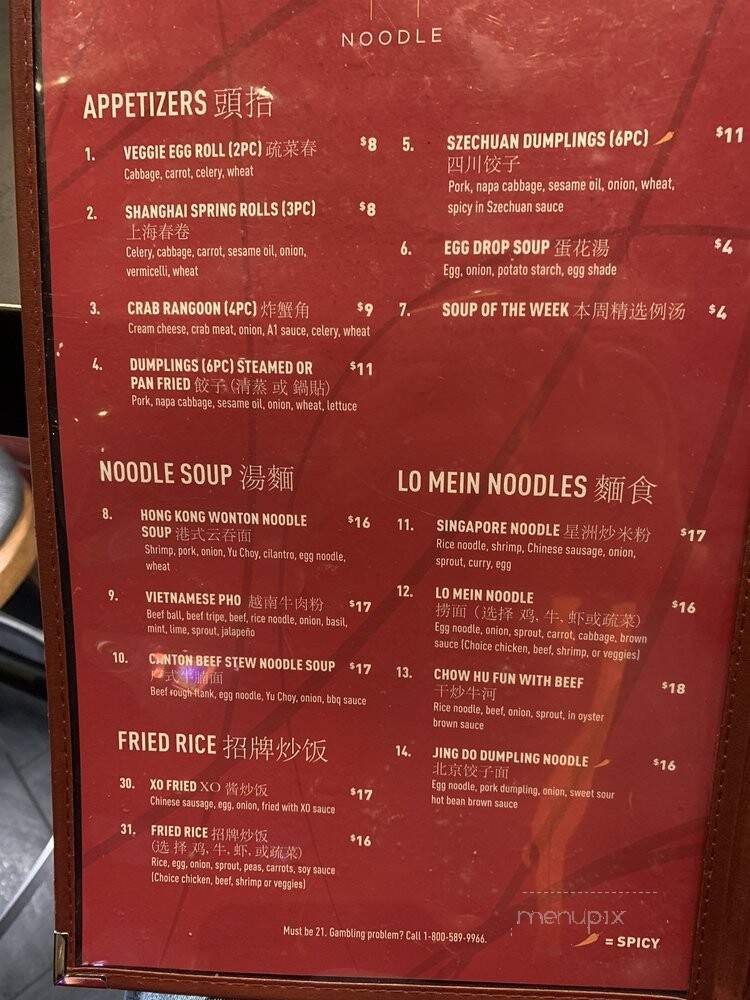 NOODLE
APPETIZERS 頭抬
1. VEGGIE EGG ROLL (2PC) 疏菜春 $8
Cabbage, carrot, celery, wheat
2. SHANGHAI SPRING ROLLS (3PC) $8
上海春卷
Celery, cabbage, carrot, sesame oil, onion,
vermicelli, wheat
3. CRAB RANGOON (4PC) 炸蟹角 $9
Cream cheese, crab meat, onion, A1 sauce, celery, wheat
4. DUMPLINGS (6PC) STEAMED OR $11
PAN FRIED 餃子 (清蒸 或 鍋貼)
Pork, napa cabbage, sesame oil, onion, wheat, lettuce
5. SZECHUAN DUMPLINGS (6PC) $11
四川饺子
Pork, napa cabbage, sesame oil, onion, wheat,
spicy in Szechuan sauce
6. EGG DROP SOUP 蛋花湯 $4
Egg, onion, potato starch, egg shade
7. SOUP OF THE WEEK 本周精选例汤 $4
NOODLE SOUP 湯麵
8. HONG KONG WONTON NOODLE $16
SOUP 港式云吞面
Shrimp, pork, onion, Yu Choy, cilantro, egg noodle,
wheat
9. VIETNAMESE PHO 越南牛肉粉 $17
Beef ball, beef tripe, beef, rice noodle, onion, basil,
mint, lime, sprout, jalapeño
10. CANTON BEEF STEW NOODLE SOUP $17
广式牛腩面
Beef rough flank, egg noodle, Yu Choy, onion, bbq sauce
FRIED RICE 招牌炒饭
30. XO FRIED XO 酱炒饭 $17
Chinese sausage, egg, onion, fried with XO sauce
31. FRIED RICE 招牌炒饭 $16
(选 择 鸡, 牛, 虾, 或疏菜)
Rice, egg, onion, sprout, peas, carrots, soy sauce
(Choice chicken, beef, shrimp or veggies)
LO MEIN NOODLES 麵食
11. SINGAPORE NOODLE 星洲炒米粉 $17
Rice noodle, shrimp, Chinese sausage, onion,
sprout, curry, egg
12. LO MEIN NOODLE $16
捞面 (选择 鸡, 牛, 虾或疏菜)
Egg noodle, onion, sprout, carrot, cabbage, brown
sauce (Choice chicken, beef, shrimp, or veggies)
13. CHOW HU FUN WITH BEEF $18
干炒牛河
Rice noodle, beef, onion, sprout, in oyster
brown sauce
14. JING DO DUMPLING NOODLE $16
北京饺子面
Egg noodle, pork dumpling, onion, sweet sour
hot bean brown sauce
menupix
Must be 21. Gambling problem? Call 1-800-589-9966.
= SPICY